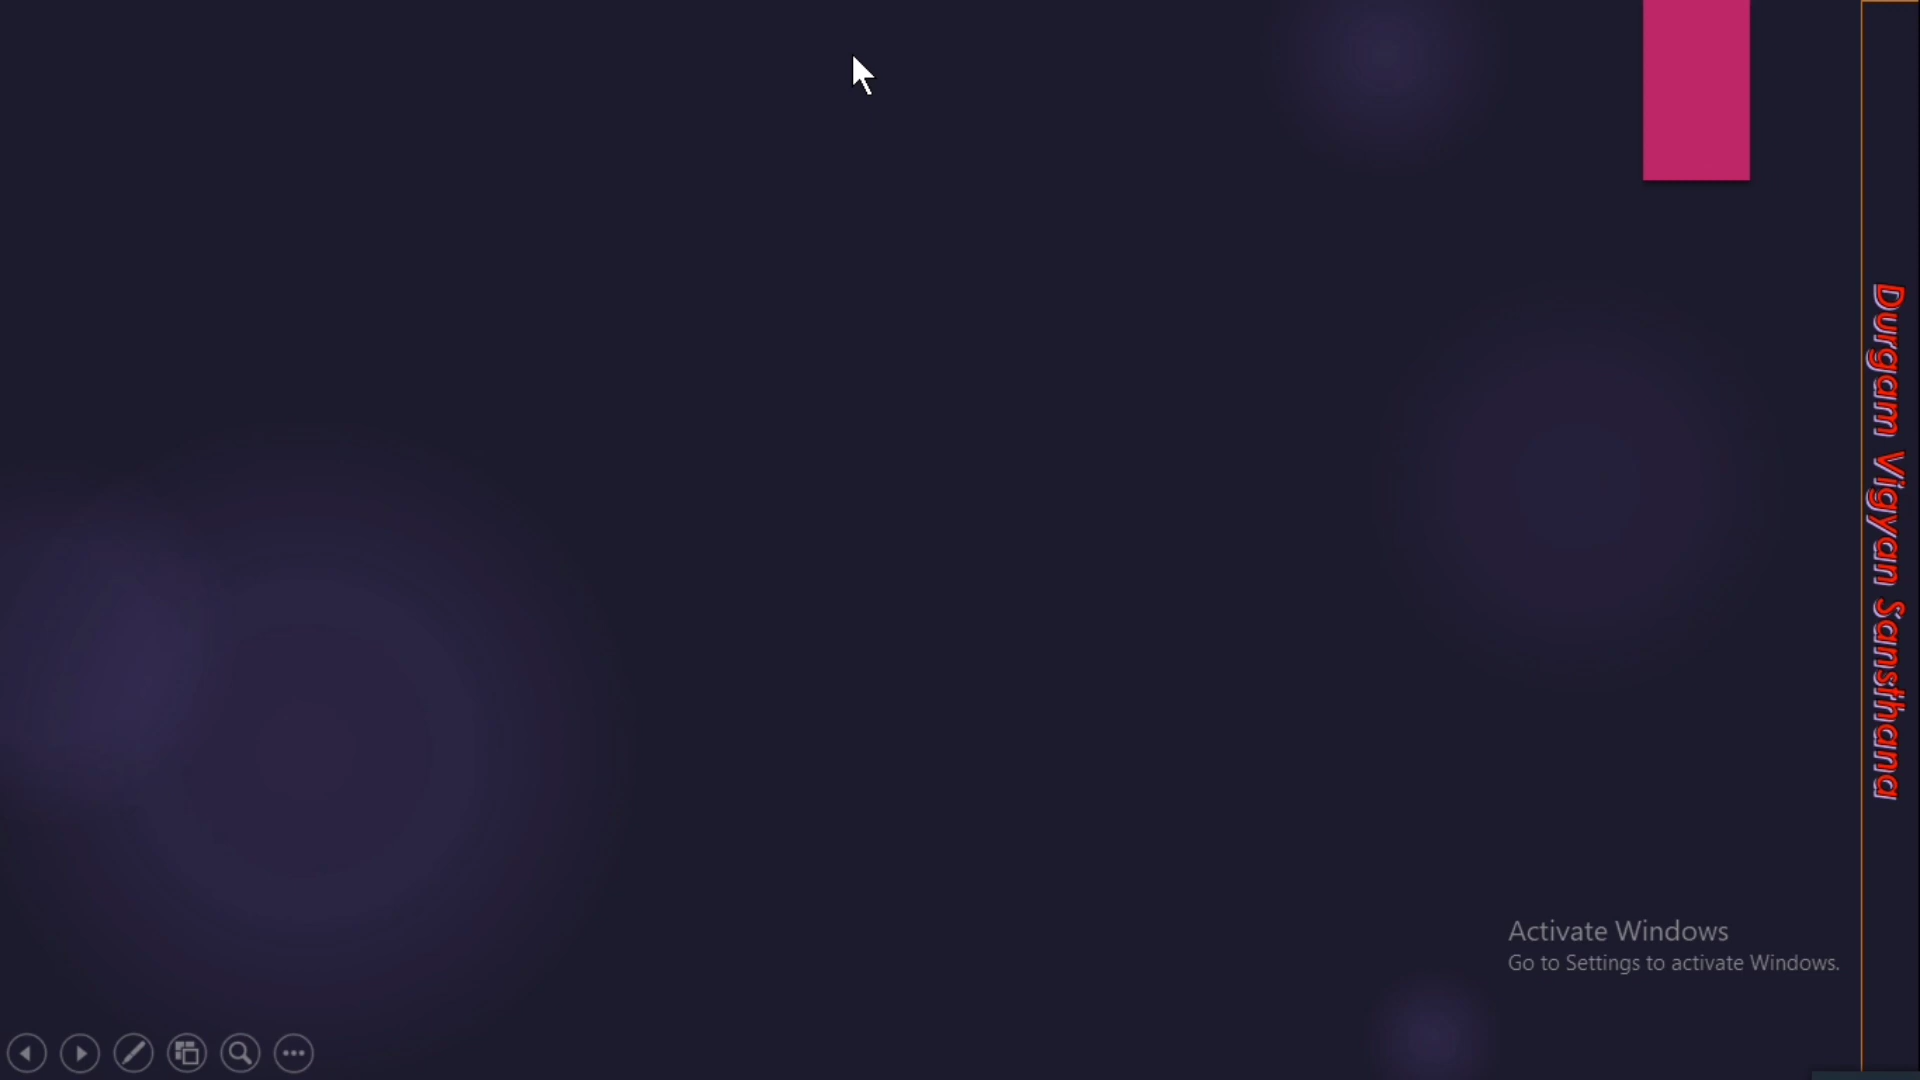 Durgam Vigyan Sansthana
Activate Windows
Go to Settings to activate Windows.